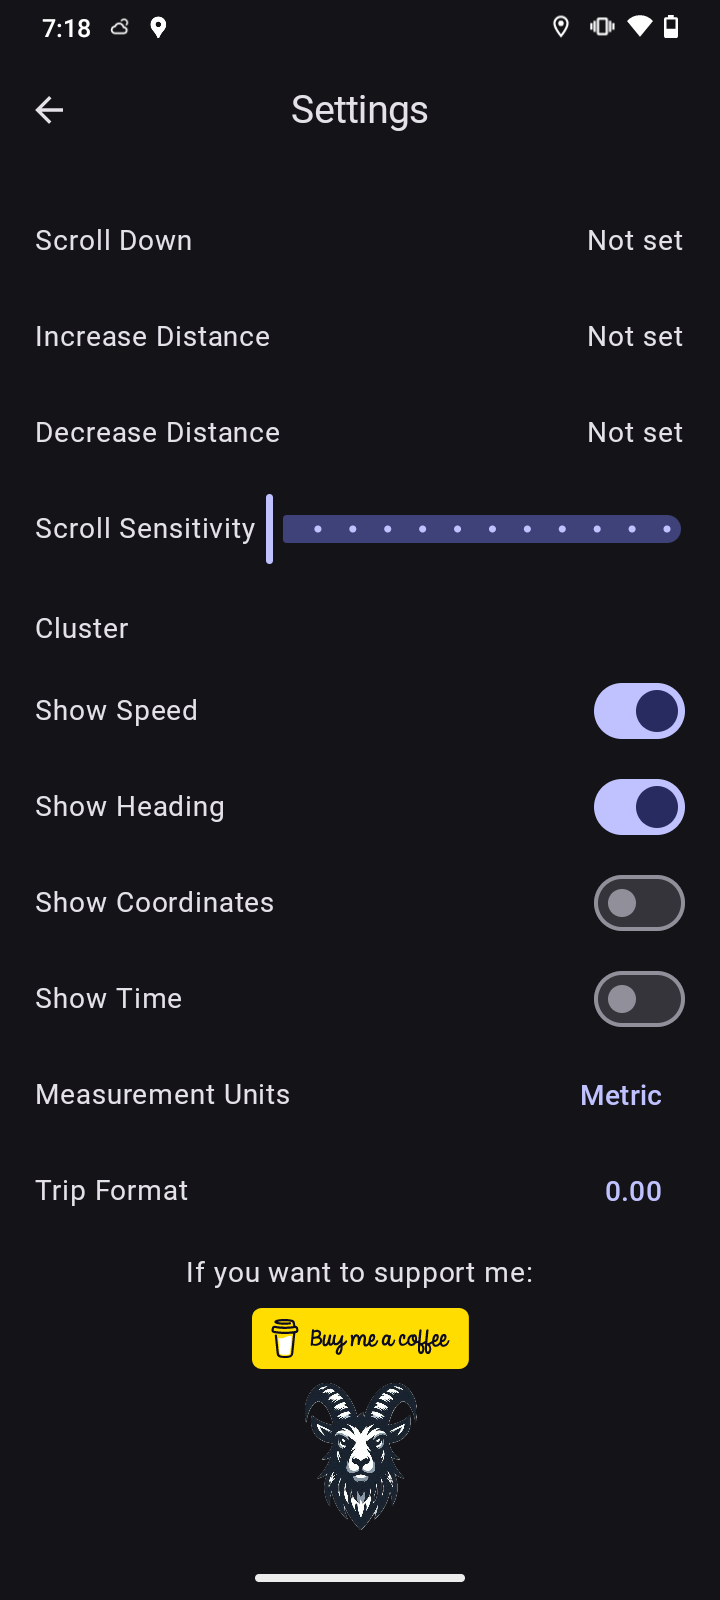 7:18
Settings
Scroll Down Not set
Increase Distance Not set
Decrease Distance Not set
Scroll Sensitivity
Cluster
Show Speed
Show Heading
Show Coordinates
Show Time
Measurement Units Metric
Trip Format 0.00
If you want to support me:
Buy me a coffee